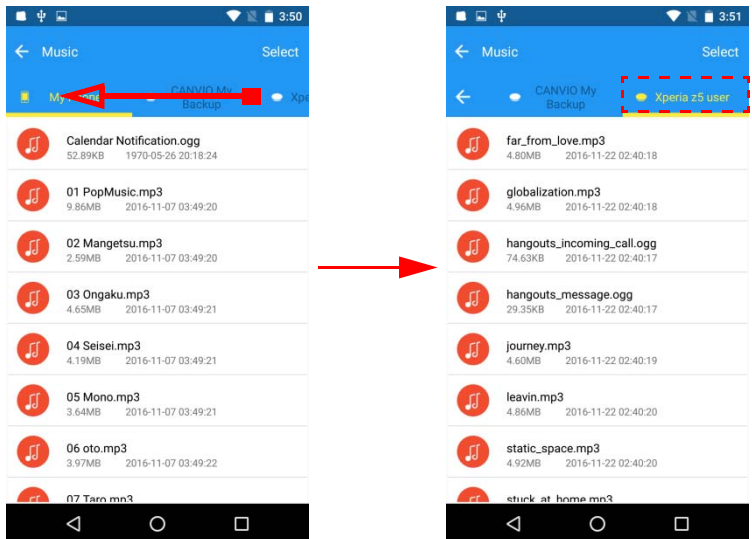 3:50
Music
Select
My Phone
CANVIO My
Backup
Xpe
Calendar Notification.ogg
52.89KB 1970-05-26 20:18:24
01 PopMusic.mp3
9.86MB 2016-11-07 03:49:20
02 Mangetsu.mp3
2.59MB 2016-11-07 03:49:20
03 Ongaku.mp3
4.65MB 2016-11-07 03:49:21
04 Seisei.mp3
4.19MB 2016-11-07 03:49:21
05 Mono.mp3
3.64MB 2016-11-07 03:49:21
06 oto.mp3
3.97MB 2016-11-07 03:49:22
07 Taro.mp3
3:51
Music
Select
CANVIO My
Backup
Xperia z5 user
far_from_love.mp3
4.80MB 2016-11-22 02:40:18
globalization.mp3
4.96MB 2016-11-22 02:40:18
hangouts_incoming_call.ogg
74.63KB 2016-11-22 02:40:17
hangouts_message.ogg
29.35KB 2016-11-22 02:40:17
journey.mp3
4.60MB 2016-11-22 02:40:19
leavin.mp3
4.86MB 2016-11-22 02:40:20
static_space.mp3
4.92MB 2016-11-22 02:40:20
stuck_at_home.mp3